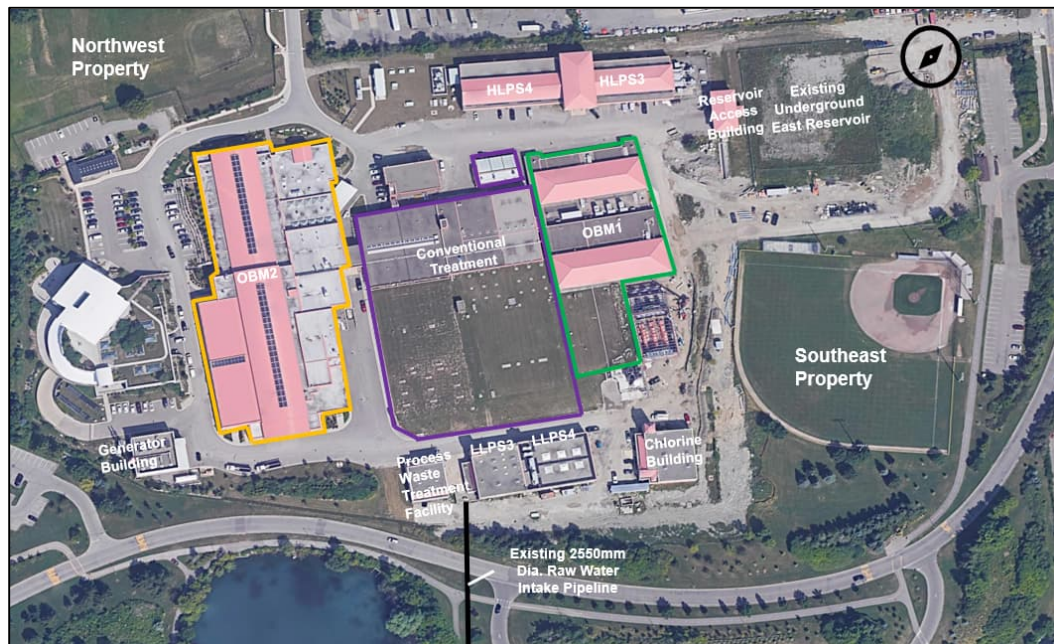 Northwest
Property
HLPS4
HLPS3
Reservoir
Access
Building
Existing
Underground
East Reservoir
OBM2
Conventional
Treatment
OBM1
Southeast
Property
Generator
Building
Process
Waste
Treatment
Facility
LLPS3
LLPS4
Chlorine
Building
Existing 2550mm
Dia. Raw Water
Intake Pipeline